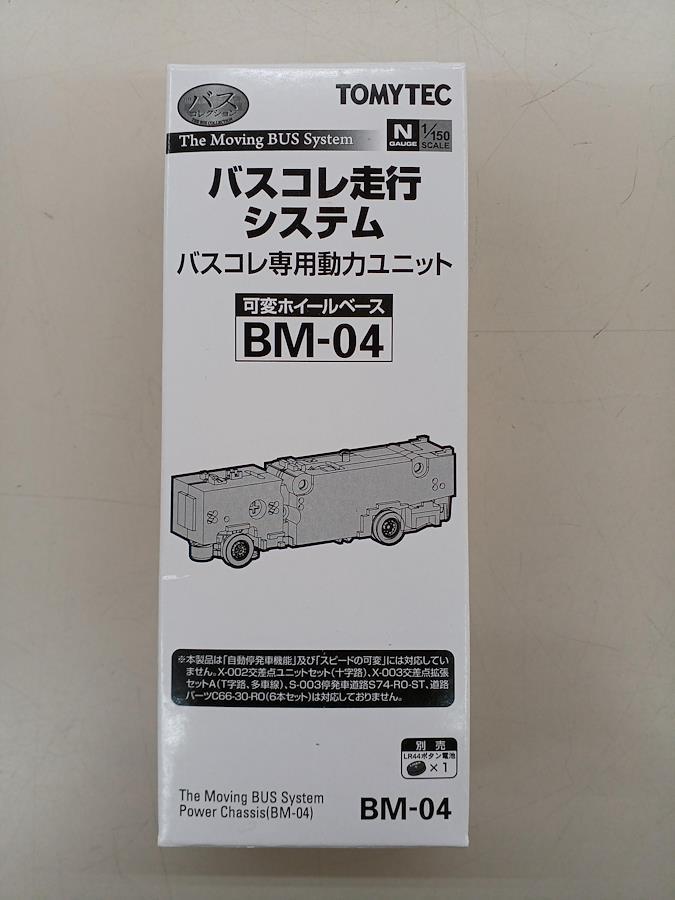 バス
コレクション
THE BUS COLLECTION
TOMYTEC
The Moving BUS System
N
GAUGE
1/150
SCALE
バスコレ走行
システム
バスコレ専用動力ユニット
可変ホイールベース
BM-04
※本製品は「自動停発車機能」及び「スピードの可変」には対応してい
ません。X-002交差点ユニットセット(十字路)、X-003交差点拡張
セットA(T字路、多車線)、S-003停発車道路S74-RO-ST、道路
パーツC66-30-RO(6本セット)は対応しておりません。
別売
LR44ボタン電池
×1
The Moving BUS System
Power Chassis(BM-04)
BM-04